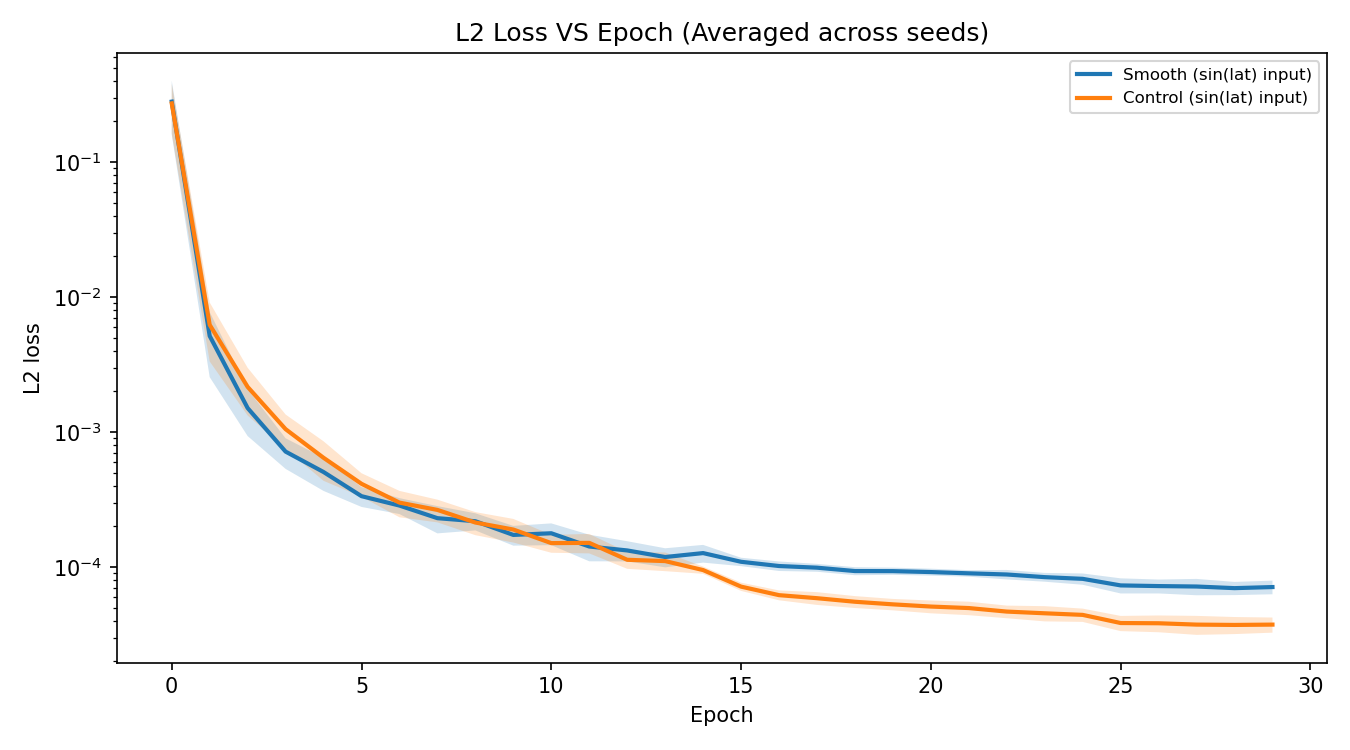 L2 Loss VS Epoch (Averaged across seeds)
Smooth (sin(lat) input)
Control (sin(lat) input)
L2 loss
10⁻¹
10⁻²
10⁻³
10⁻⁴
0 5 10 15 20 25 30
Epoch